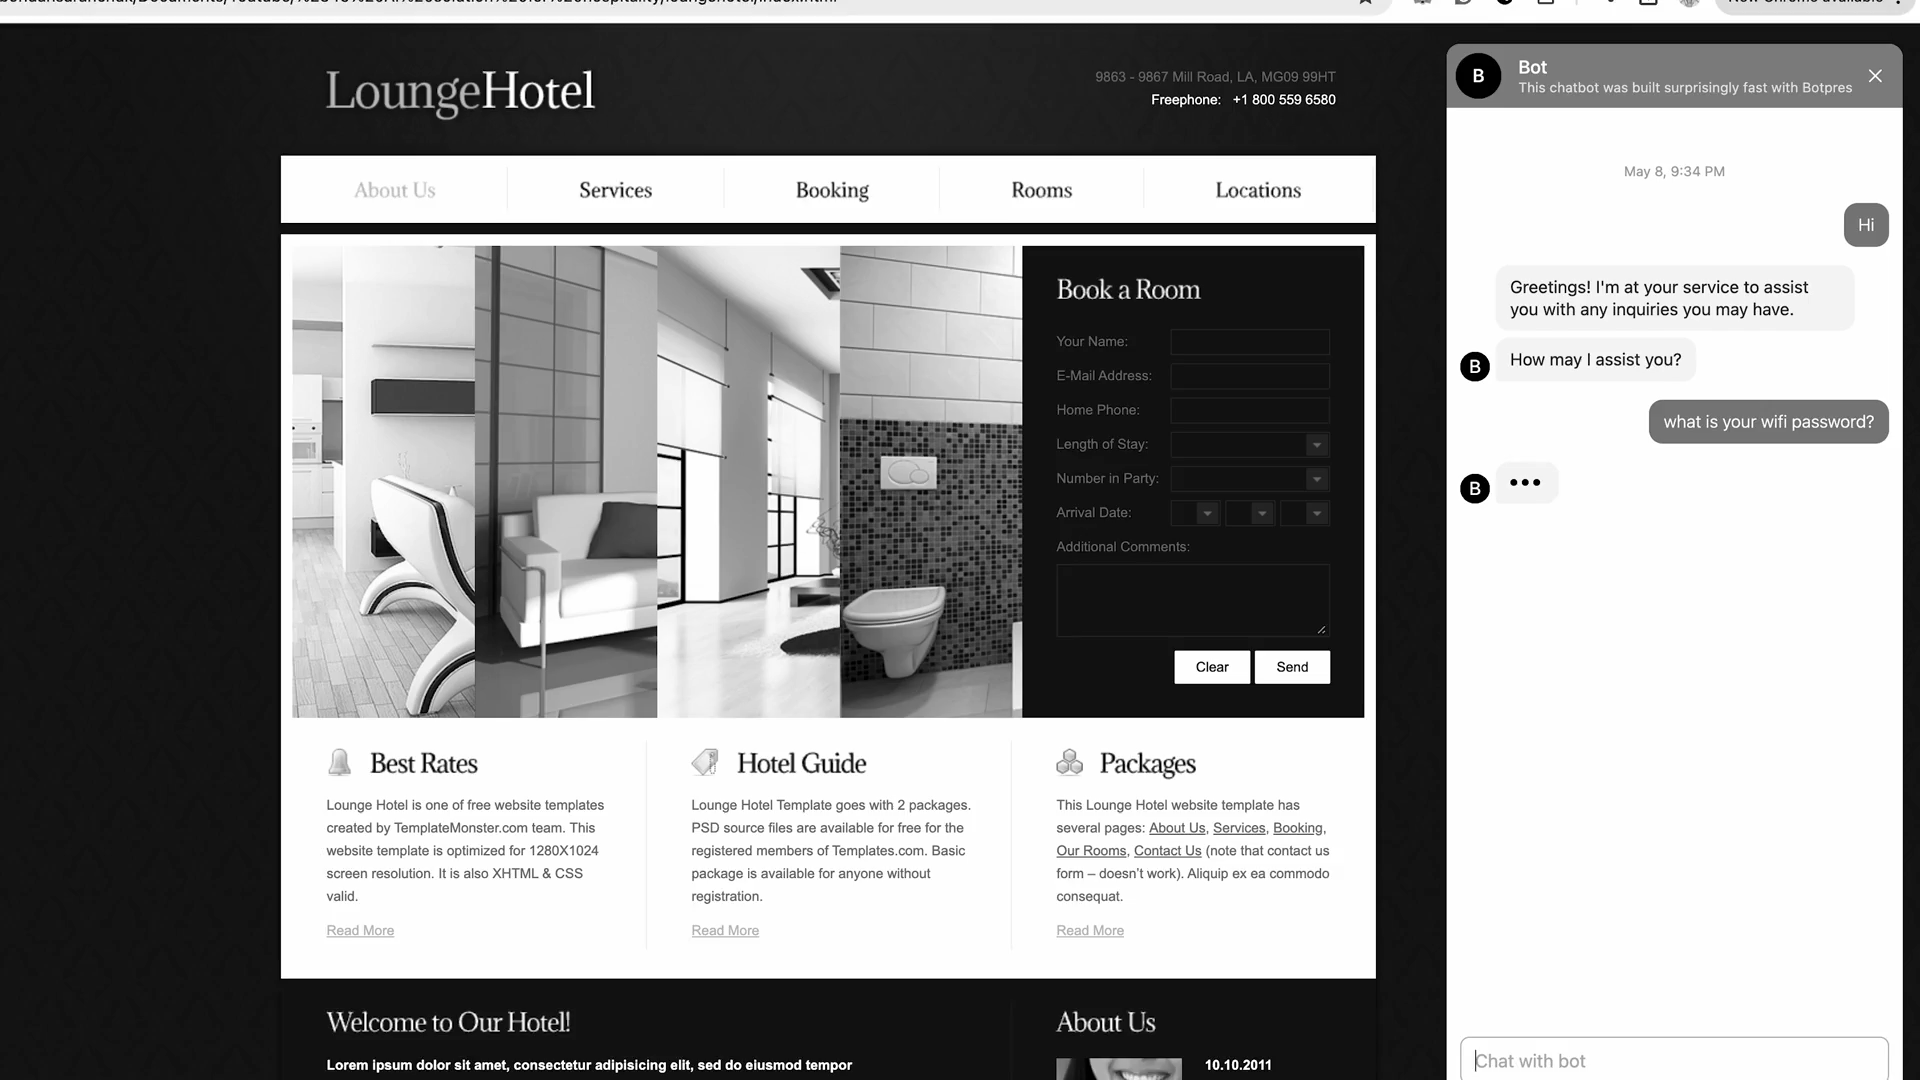 LoungeHotel
9863 - 9867 Mill Road, LA, MG09 99HT
Freephone: +1 800 559 6580
About Us
Services
Booking
Rooms
Locations
Book a Room
Your Name:
E-Mail Address:
Home Phone:
Length of Stay:
Number in Party:
Arrival Date:
Additional Comments:
Clear
Send
Best Rates
Lounge Hotel is one of free website templates
created by TemplateMonster.com team. This
website template is optimized for 1280X1024
screen resolution. It is also XHTML & CSS
valid.
Read More
Hotel Guide
Lounge Hotel Template goes with 2 packages.
PSD source files are available for free for the
registered members of Templates.com. Basic
package is available for anyone without
registration.
Read More
Packages
This Lounge Hotel website template has
several pages: About Us, Services, Booking,
Our Rooms, Contact Us (note that contact us
form – doesn’t work). Aliquip ex ea commodo
consequat.
Read More
Welcome to Our Hotel!
Lorem ipsum dolor sit amet, consectetur adipisicing elit, sed do eiusmod tempor
About Us
10.10.2011
B
Bot
This chatbot was built surprisingly fast with Botpres
May 8, 9:34 PM
Hi
Greetings! I'm at your service to assist
you with any inquiries you may have.
B
How may I assist you?
what is your wifi password?
B
Chat with bot